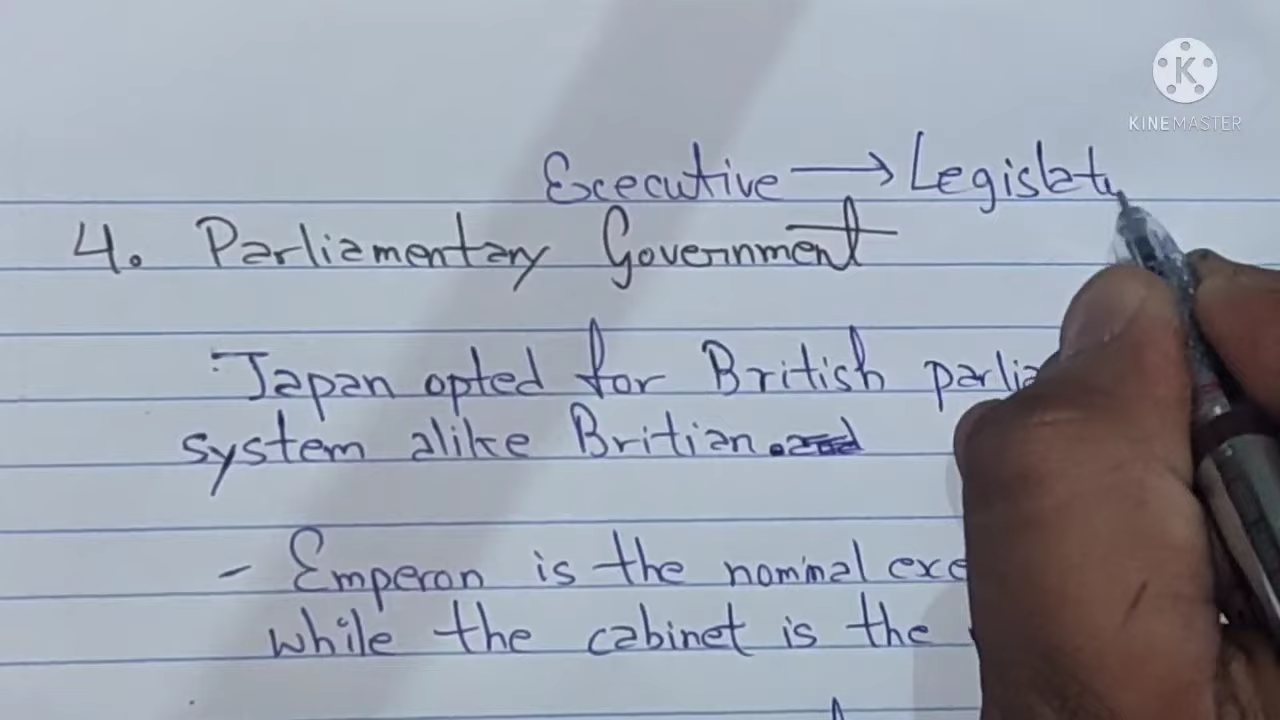 KINEMASTER
Executive → Legislatu
4. Parliamentary Government
Japan opted for British parlia
system alike Britian.
- Emperor is the nominal exe
while the cabinet is the